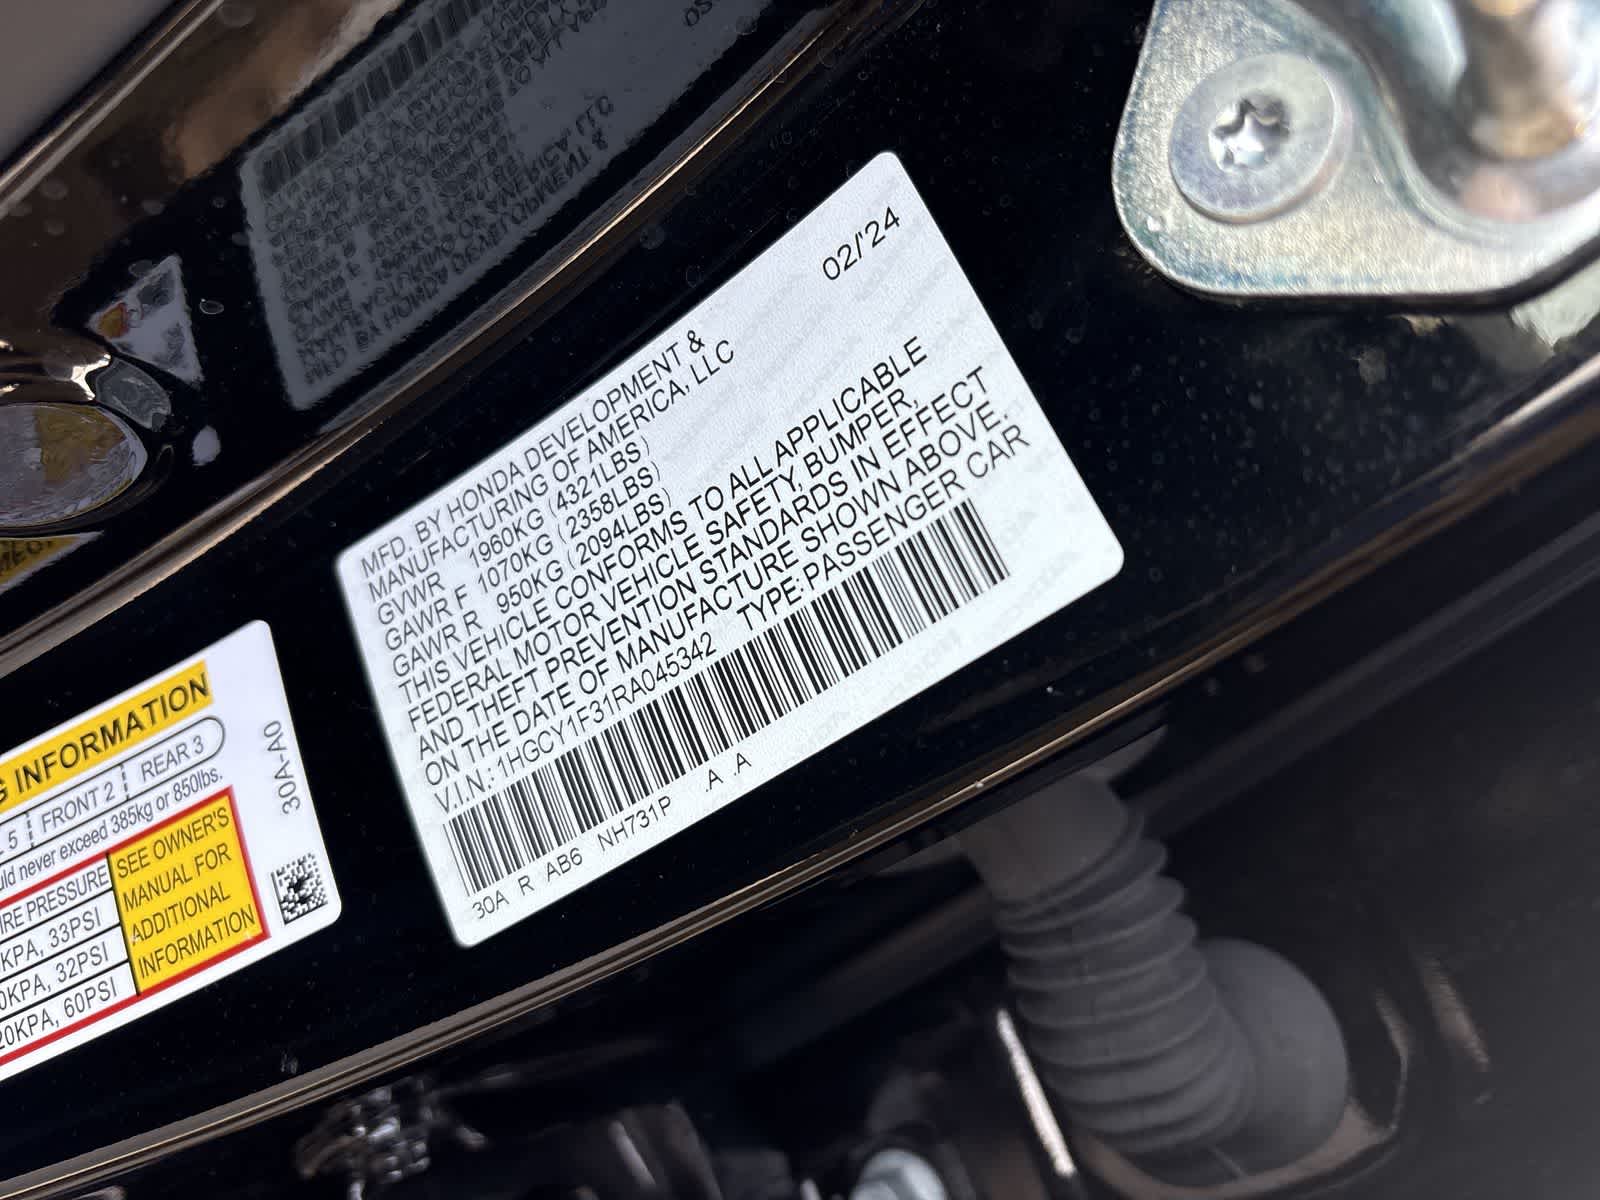 02/'24
MFD. BY HONDA DEVELOPMENT &
MANUFACTURING OF AMERICA, LLC
GVWR 1960KG (4321LBS)
GAWR F 1070KG (2358LBS)
GAWR R 950KG (2094LBS)
THIS VEHICLE CONFORMS TO ALL APPLICABLE
FEDERAL MOTOR VEHICLE SAFETY, BUMPER,
AND THEFT PREVENTION STANDARDS IN EFFECT
ON THE DATE OF MANUFACTURE SHOWN ABOVE.
V.I.N.: 1HGCY1F31RA045342 TYPE: PASSENGER CAR
30A R AB6 NH731P .A .A
INFORMATION
5 FRONT 2 REAR 3
never exceed 385kg or 850lbs.
PRESSURE
KPA, 33PSI
KPA, 32PSI
KPA, 60PSI
SEE OWNER'S
MANUAL FOR
ADDITIONAL
INFORMATION
30A-A0